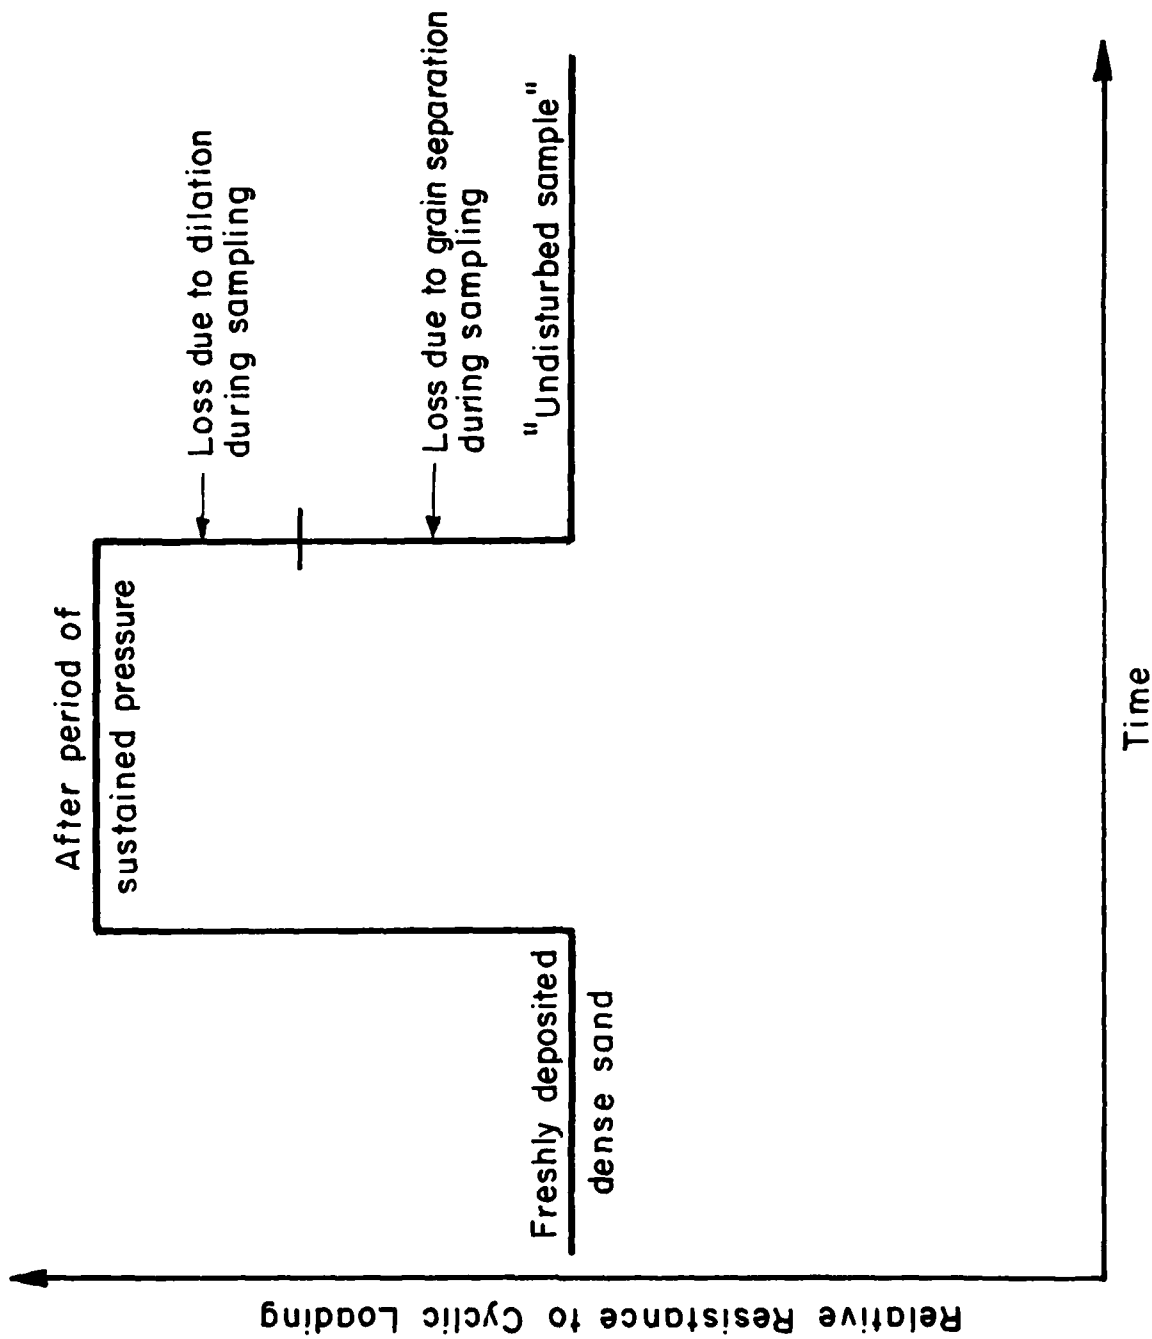 After period of
sustained pressure
Loss due to dilation
during sampling
Loss due to grain separation
during sampling
"Undisturbed sample"
Freshly deposited
dense sand
Relative Resistance to Cyclic Loading
Time